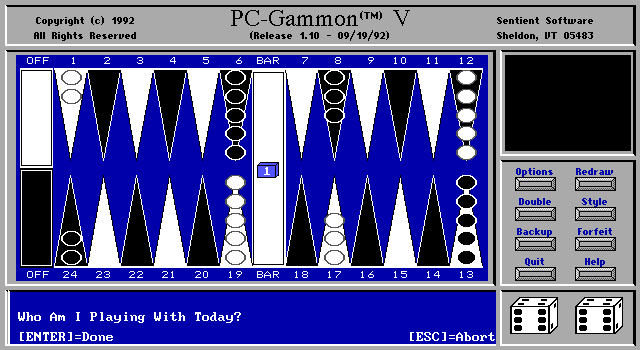 Copyright (c) 1992
All Rights Reserved
PC-Gammon(TM) V
(Release 1.10 - 09/19/92)
Sentient Software
Sheldon, VT 05483
OFF 1 2 3 4 5 6 BAR 7 8 9 10 11 12
1
OFF 24 23 22 21 20 19 BAR 18 17 16 15 14 13
Options Redraw
Double Style
Backup Forfeit
Quit Help
Who Am I Playing With Today?
[ENTER]=Done [ESC]=Abort